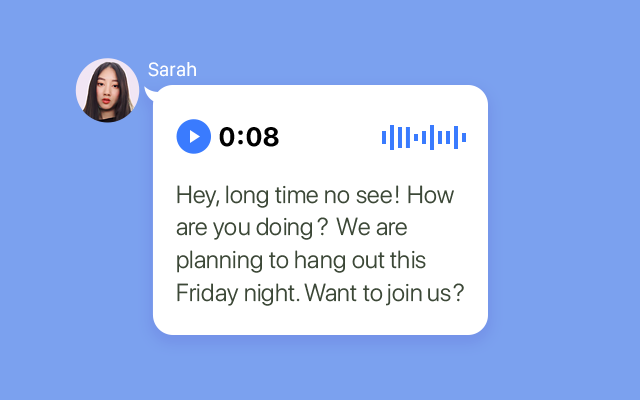 Sarah
0:08
Hey, long time no see! How
are you doing? We are
planning to hang out this
Friday night. Want to join us?